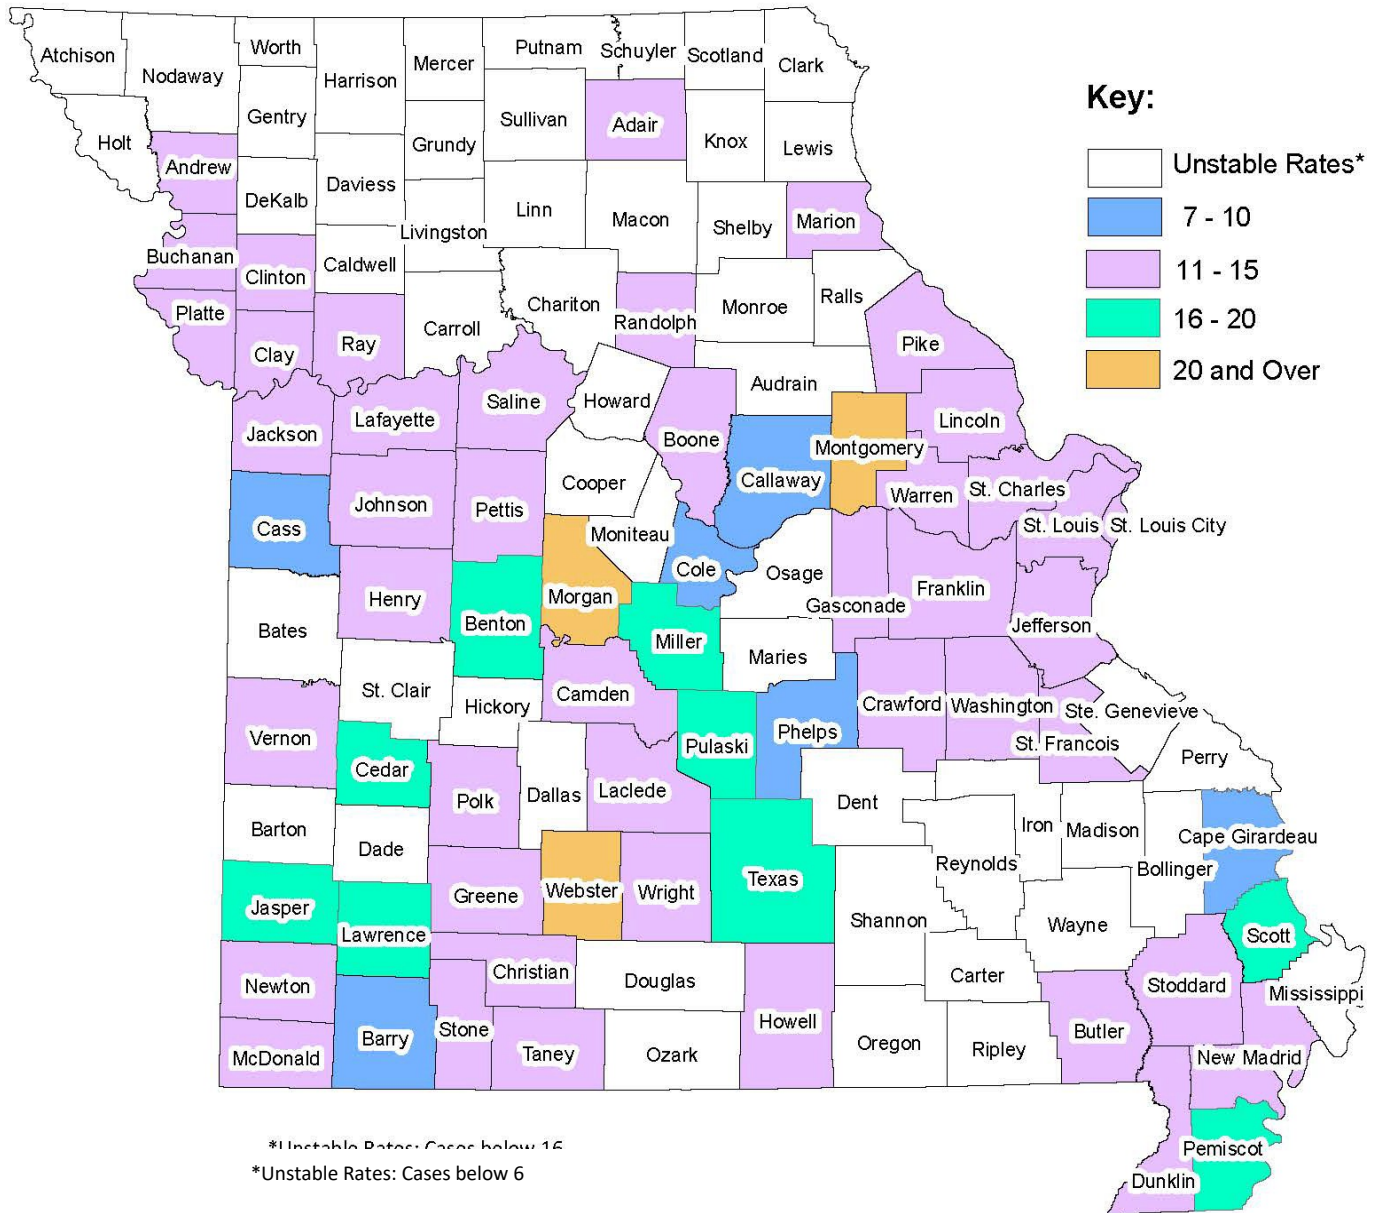 Key:
Unstable Rates*
7 - 10
11 - 15
16 - 20
20 and Over
Atchison
Nodaway
Worth
Harrison
Mercer
Putnam
Schuyler
Scotland
Clark
Holt
Andrew
Gentry
DeKalb
Daviess
Grundy
Sullivan
Adair
Knox
Lewis
Buchanan
Clinton
Caldwell
Livingston
Linn
Macon
Shelby
Marion
Platte
Clay
Ray
Carroll
Chariton
Randolph
Monroe
Ralls
Pike
Jackson
Lafayette
Saline
Howard
Boone
Audrain
Callaway
Montgomery
Lincoln
Cass
Johnson
Pettis
Cooper
Moniteau
Cole
Osage
Gasconade
Warren
St. Charles
St. Louis
St. Louis City
Franklin
Jefferson
Bates
Henry
Benton
Morgan
Miller
Maries
Vernon
St. Clair
Hickory
Camden
Pulaski
Phelps
Crawford
Washington
Ste. Genevieve
St. Francois
Perry
Cedar
Polk
Dallas
Laclede
Dent
Iron
Madison
Cape Girardeau
Bollinger
Reynolds
Barton
Dade
Jasper
Lawrence
Greene
Webster
Wright
Texas
Shannon
Wayne
Scott
Newton
Christian
Douglas
Carter
Stoddard
Mississippi
McDonald
Barry
Stone
Taney
Ozark
Howell
Oregon
Ripley
Butler
New Madrid
Pemiscot
Dunklin
*Unstable Rates: Cases below 16
*Unstable Rates: Cases below 6